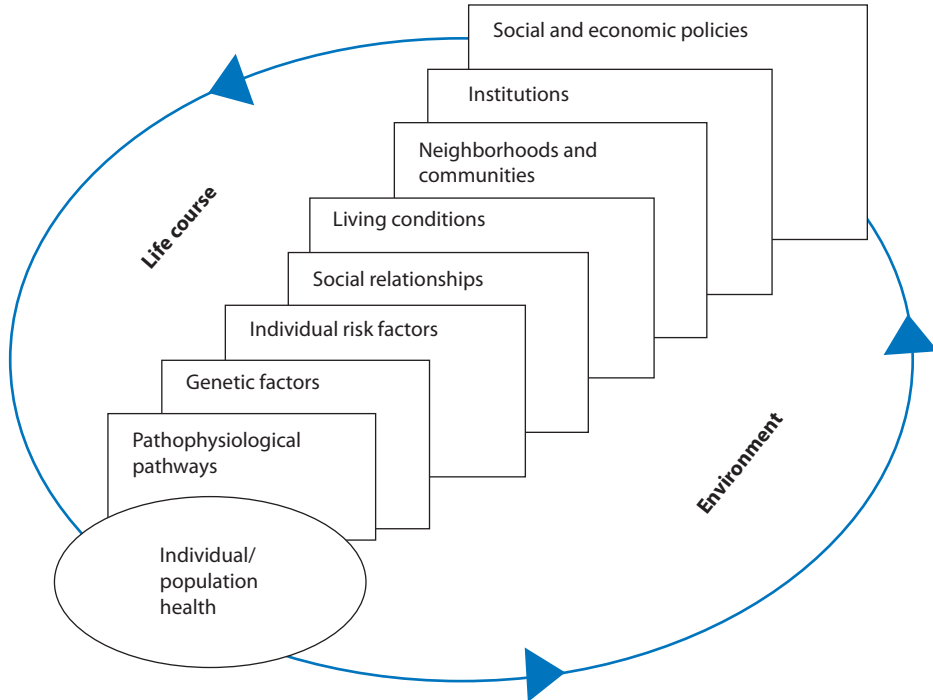 Social and economic policies
Institutions
Neighborhoods and
communities
Living conditions
Social relationships
Individual risk factors
Genetic factors
Pathophysiological
pathways
Individual/
population
health
Life course
Environment